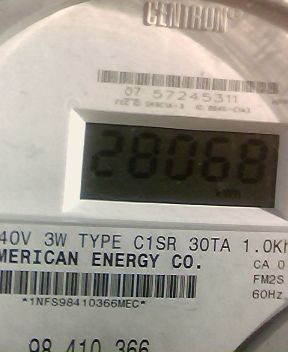 CENTRON®
07 57245311
28068
kwh
40V 3W TYPE C1SR 30TA 1.0Kh
MERICAN ENERGY CO.
CA 0
FM2S
60Hz
*1NFS98410366MEC*
98 410 366